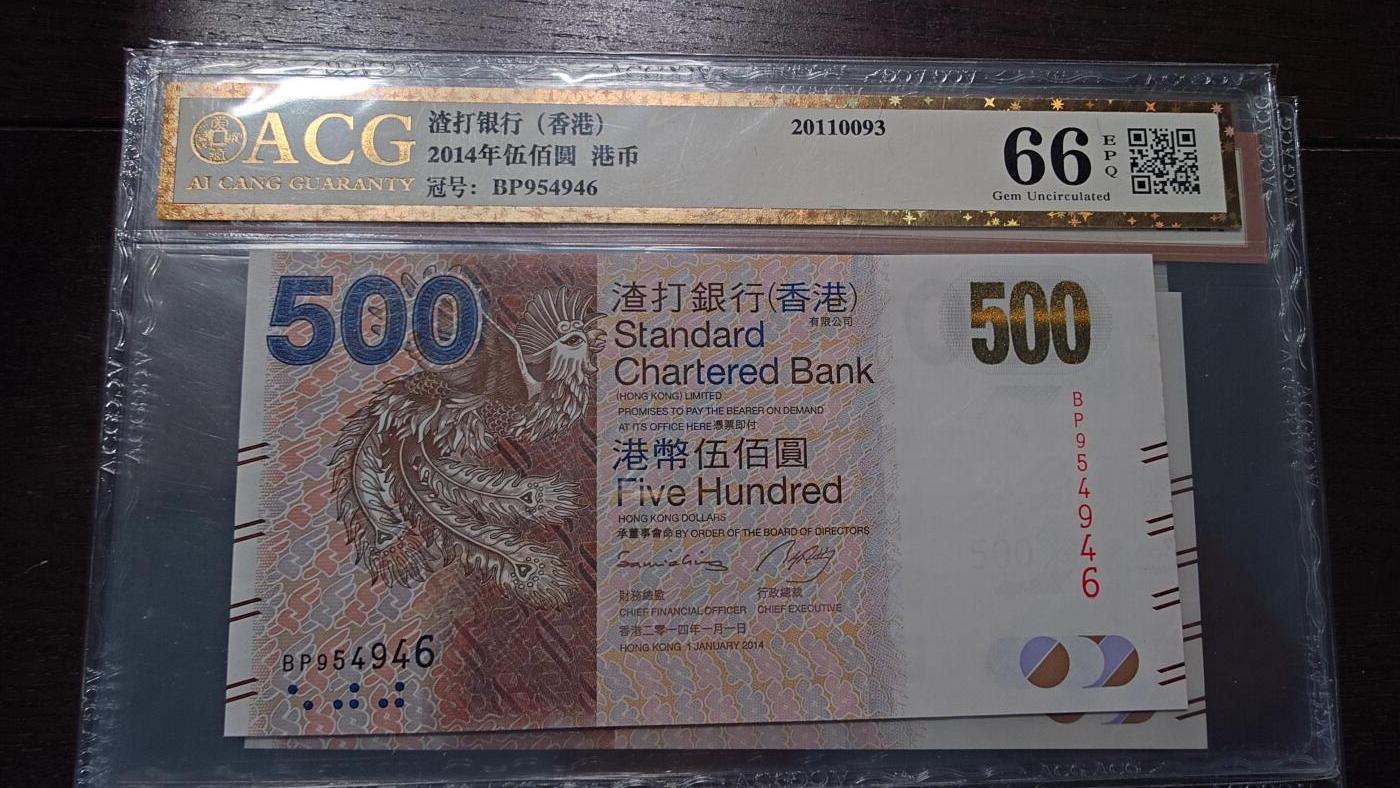 ACG
AI CANG GUARANTY
渣打银行（香港）
2014年伍佰圆 港币
冠号：BP954946
20110093
66
EPQ
Gem Uncirculated
500
渣打銀行(香港)
有限公司
Standard
Chartered Bank
(HONG KONG) LIMITED
PROMISES TO PAY THE BEARER ON DEMAND
AT ITS OFFICE HERE 憑票即付
港幣伍佰圓
Five Hundred
HONG KONG DOLLARS
承董事會命 BY ORDER OF THE BOARD OF DIRECTORS
財務總監 行政總裁
CHIEF FINANCIAL OFFICER CHIEF EXECUTIVE
香港二零一四年一月一日
HONG KONG 1 JANUARY 2014
500
BP954946
BP954946
500